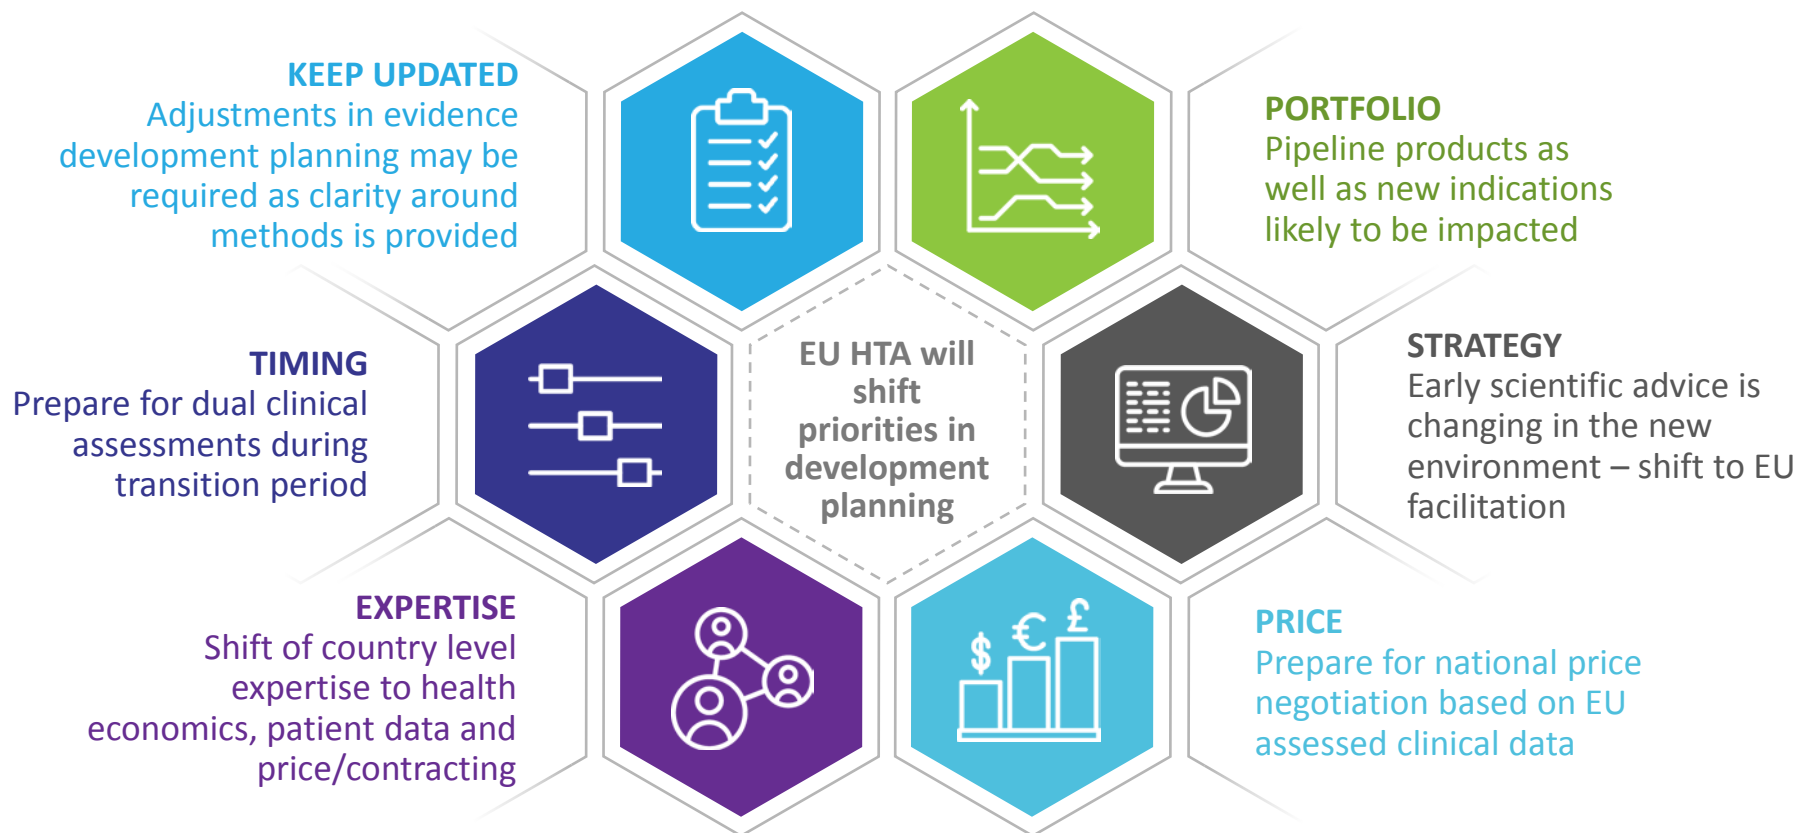 KEEP UPDATED
Adjustments in evidence
development planning may be
required as clarity around
methods is provided
PORTFOLIO
Pipeline products as
well as new indications
likely to be impacted
TIMING
Prepare for dual clinical
assessments during
transition period
EU HTA will
shift
priorities in
development
planning
STRATEGY
Early scientific advice is
changing in the new
environment – shift to EU
facilitation
EXPERTISE
Shift of country level
expertise to health
economics, patient data and
price/contracting
$ € £
PRICE
Prepare for national price
negotiation based on EU
assessed clinical data